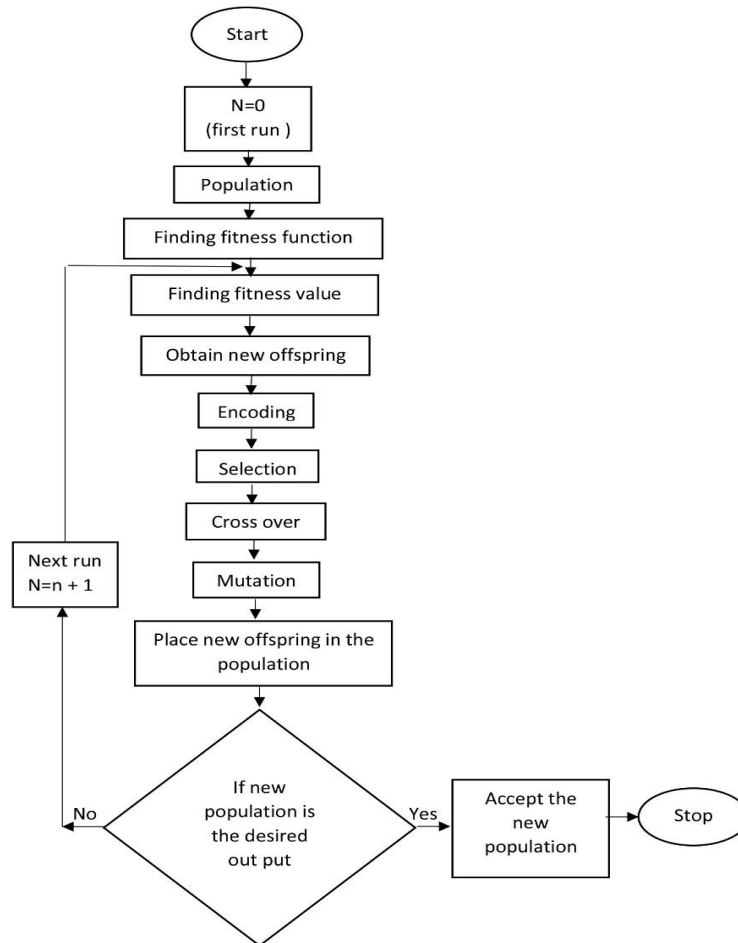 Start
N=0
(first run )
Population
Finding fitness function
Finding fitness value
Obtain new offspring
Encoding
Selection
Cross over
Mutation
Next run
N=n + 1
Place new offspring in the
population
If new
population is
the desired
out put
No
Yes
Accept the
new
population
Stop